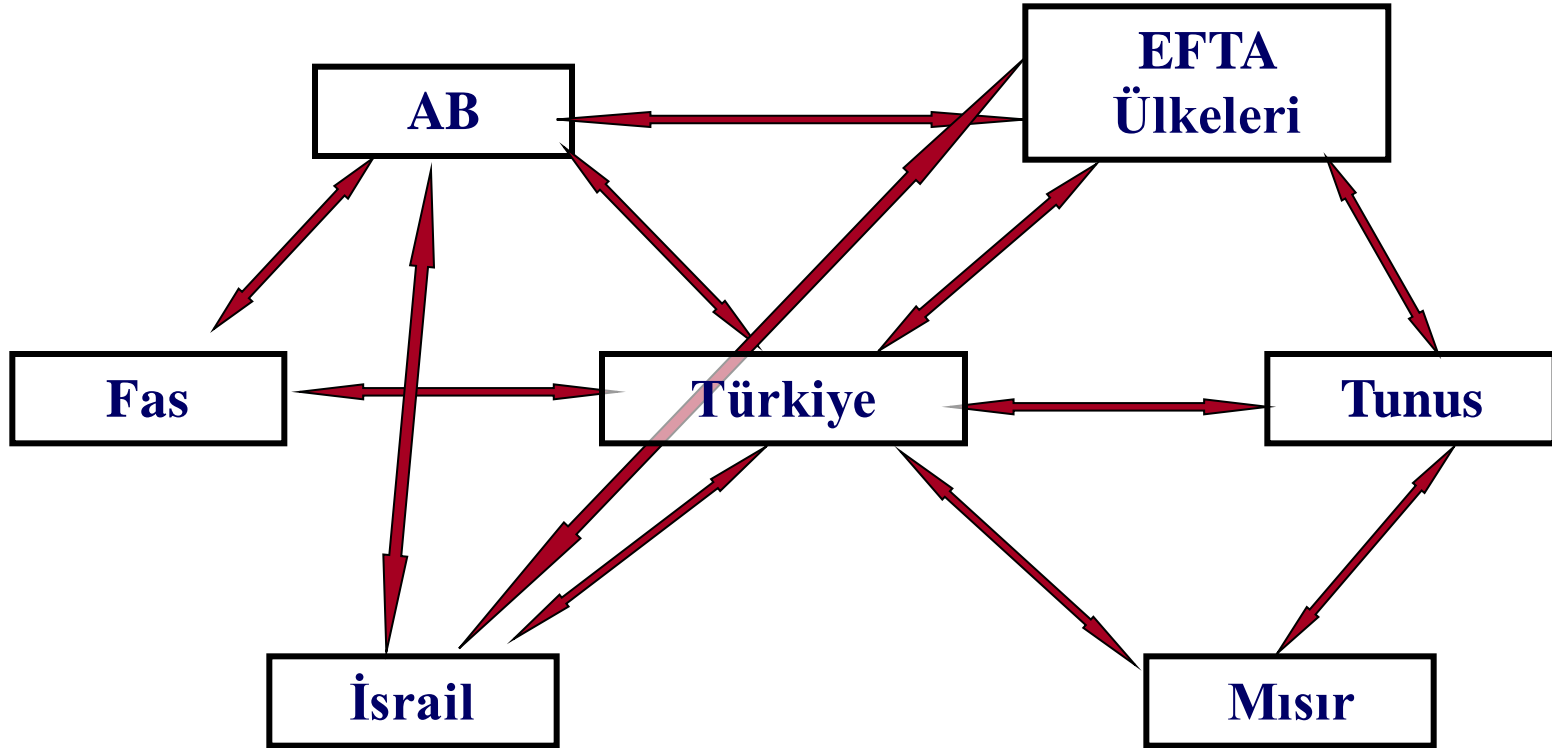 AB
EFTA
Ülkeleri
Fas
Türkiye
Tunus
İsrail
Mısır